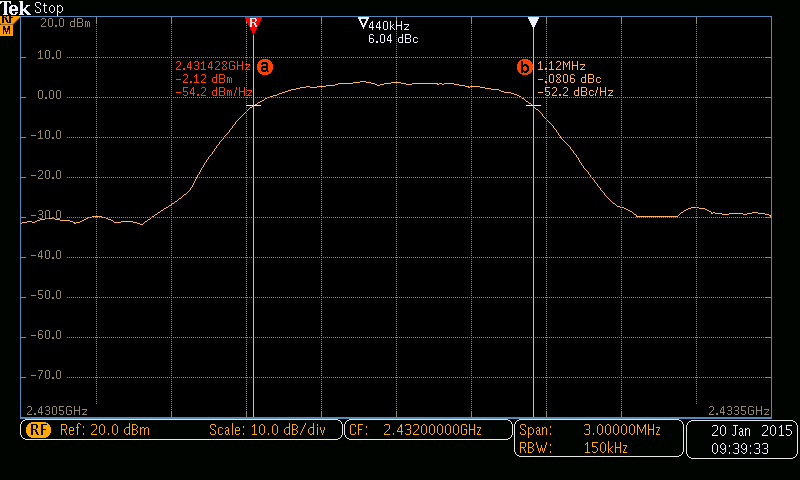 Tek Stop
RF
M
20.0 dBm
R
440kHz
6.04 dBc
10.0
2.431428GHz
a
-2.12 dBm
-54.2 dBm/Hz
b
1.12MHz
-.0806 dBc
-52.2 dBc/Hz
0.00
-10.0
-20.0
-30.0
-40.0
-50.0
-60.0
-70.0
2.4305GHz
2.4335GHz
RF Ref: 20.0 dBm Scale: 10.0 dB/div
CF: 2.43200000GHz
Span: 3.00000MHz
RBW: 150kHz
20 Jan 2015
09:39:33